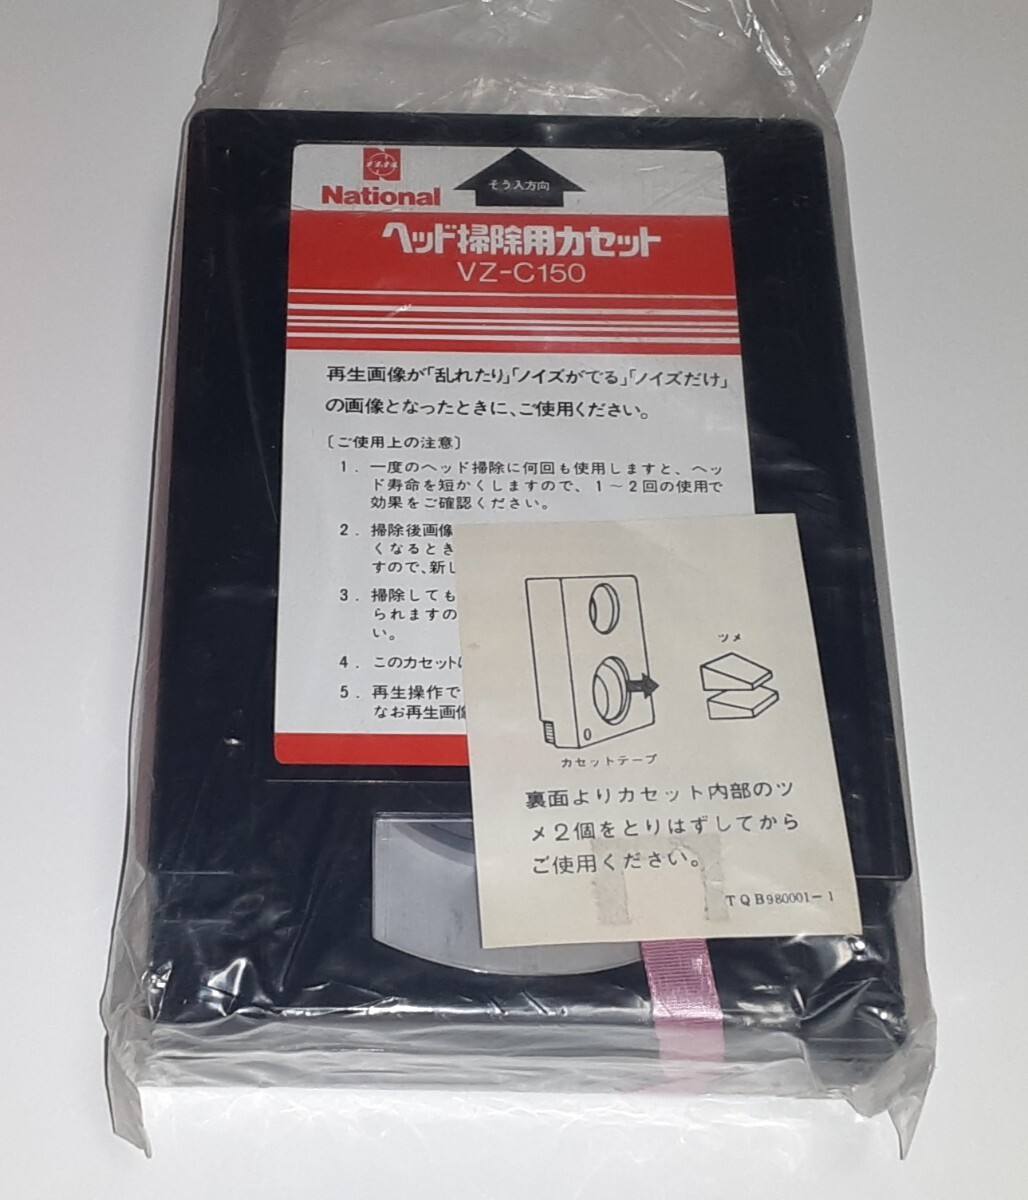 ナショナル
National
そう入方向
ヘッド掃除用カセット
VZ-C150
再生画像が「乱れたり」「ノイズがでる」「ノイズだけ」
の画像となったときに、ご使用ください。
〔ご使用上の注意〕
1. 一度のヘッド掃除に何回も使用しますと、ヘッ
ド寿命を短かくしますので、1〜2回の使用で
効果をご確認ください。
2. 掃除後画像
くなるとき
すので、新し
3. 掃除しても
られますの
い。
4. このカセットは
5. 再生操作で
なお再生画像
ツメ
カセットテープ
裏面よりカセット内部のツ
メ2個をとりはずしてから
ご使用ください。
TQB980001-1